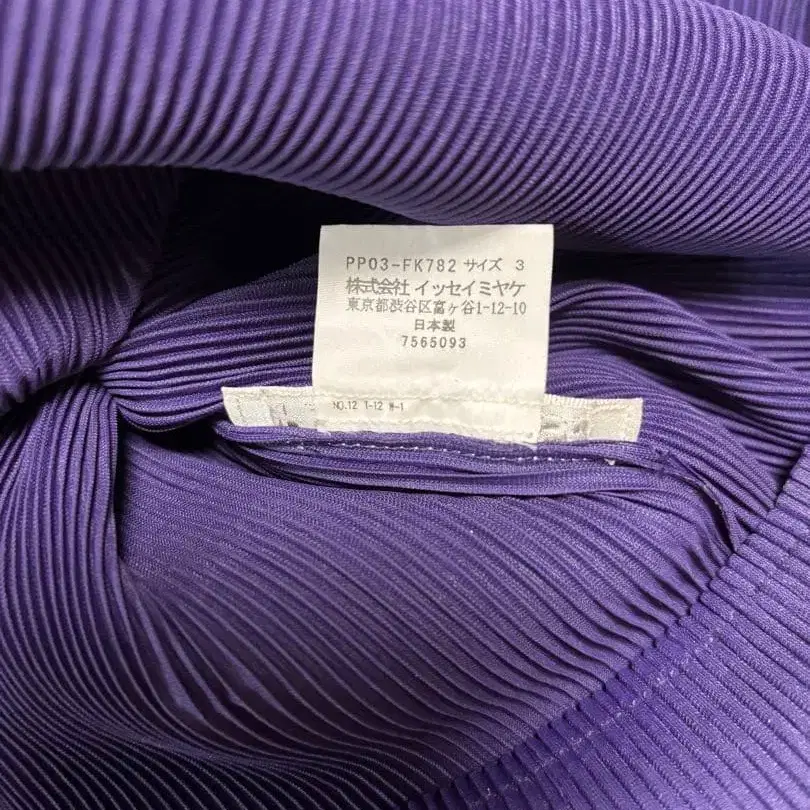 PP03-FK782 サイズ 3
株式会社 イッセイミヤケ
東京都渋谷区富ヶ谷1-12-10
日本製
7565093
NO.12 T-12 W-1